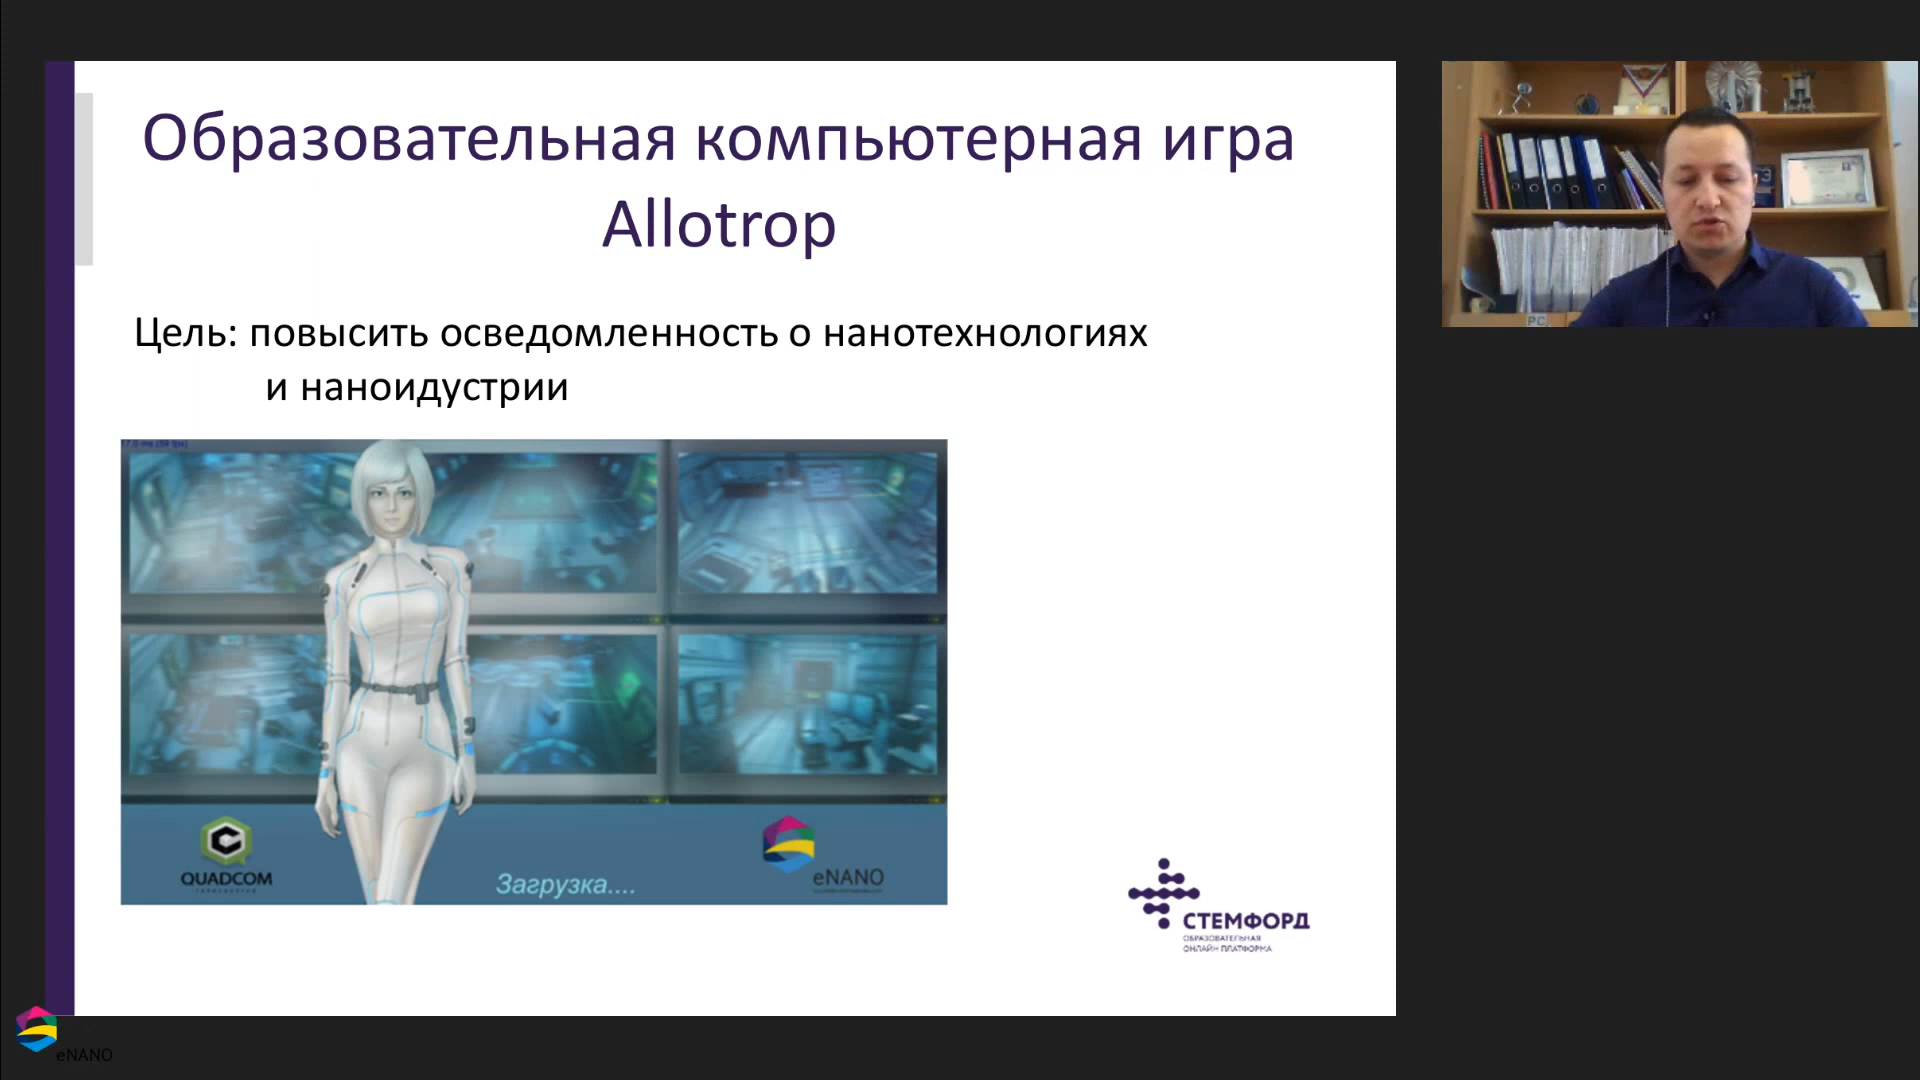 Образовательная компьютерная игра
Allotrop
Цель: повысить осведомленность о нанотехнологиях
и наноидустрии
QUADCOM
Загрузка....
eNANO
СТЕМФОРД
ОБРАЗОВАТЕЛЬНАЯ
ОНЛАЙН ПЛАТФОРМА
eNANO